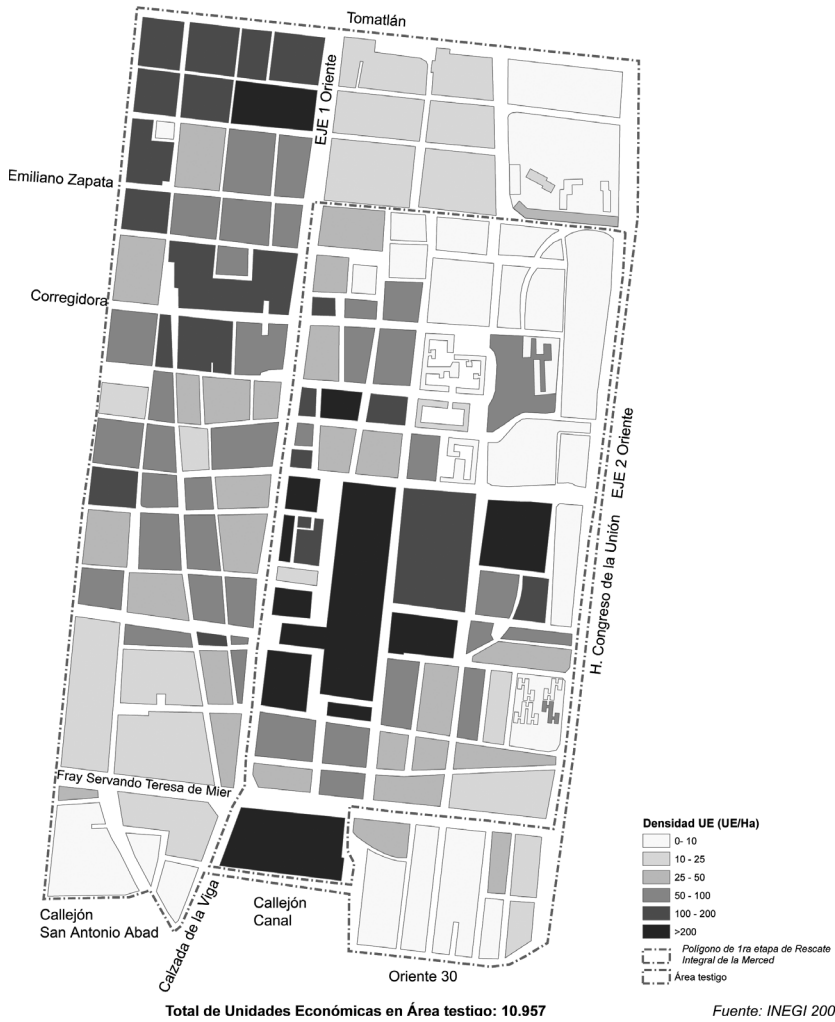 Tomatlán
EJE 1 Oriente
Emiliano Zapata
Corregidora
EJE 2 Oriente
H. Congreso de la Unión
Fray Servando Teresa de Mier
Callejón
San Antonio Abad
Calzada de la Viga
Callejón
Canal
Oriente 30
Densidad UE (UE/Ha)
0- 10
10 - 25
25 - 50
50 - 100
100 - 200
>200
Polígono de 1ra etapa de Rescate
Integral de la Merced
Área testigo
Total de Unidades Económicas en Área testigo: 10.957
Fuente: INEGI 200